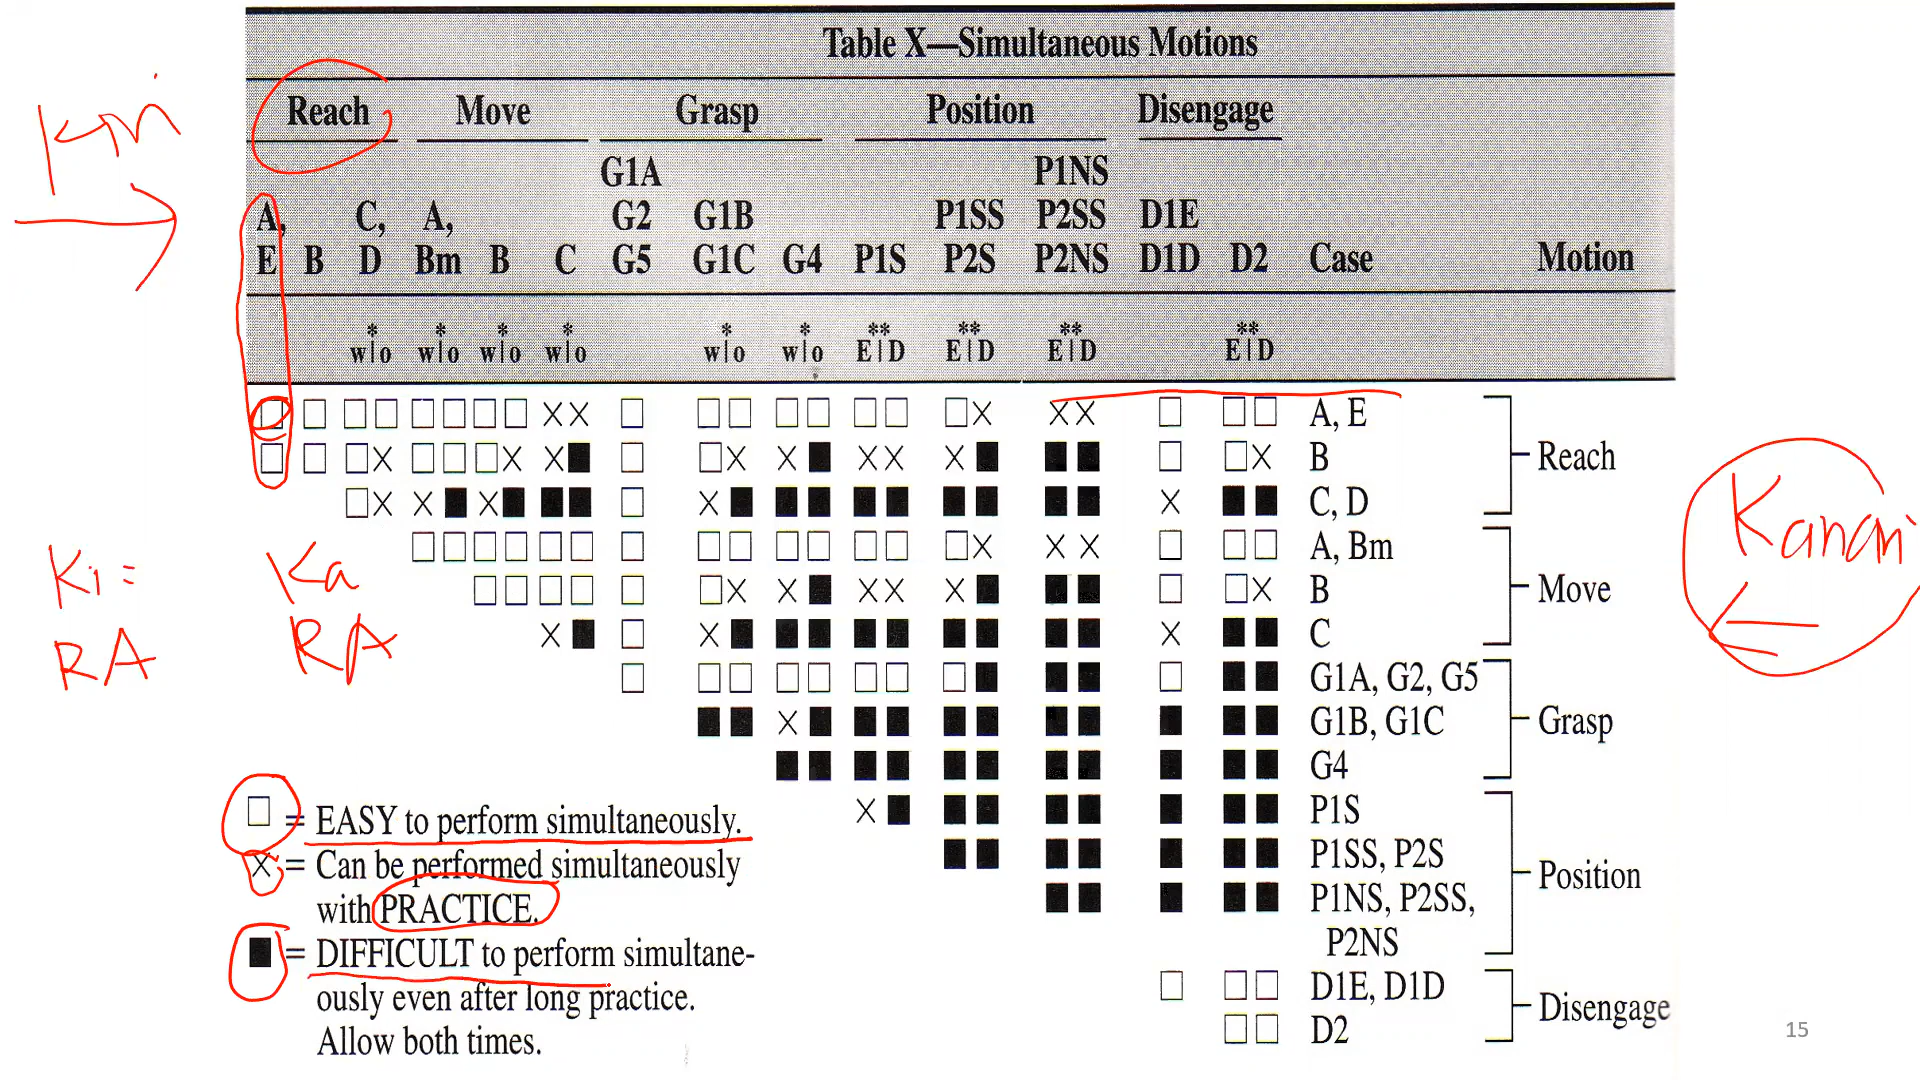 Table X—Simultaneous Motions
Reach Move Grasp Position Disengage
G1A P1NS
A, C, A, G2 G1B P1SS P2SS D1E
E B D Bm B C G5 G1C G4 P1S P2S P2NS D1D D2 Case Motion
* * * * * * ** ** ** **
w|o w|o w|o w|o w|o w|o E|D E|D E|D E|D
A, E
B Reach
C, D
A, Bm
B Move
C
G1A, G2, G5
G1B, G1C Grasp
G4
P1S
P1SS, P2S Position
P1NS, P2SS,
P2NS
D1E, D1D Disengage
D2
□ = EASY to perform simultaneously.
X = Can be performed simultaneously
with PRACTICE.
■ = DIFFICULT to perform simultane-
ously even after long practice.
Allow both times.
Kiri
Kanan
Ki = Ka
RA RA
15